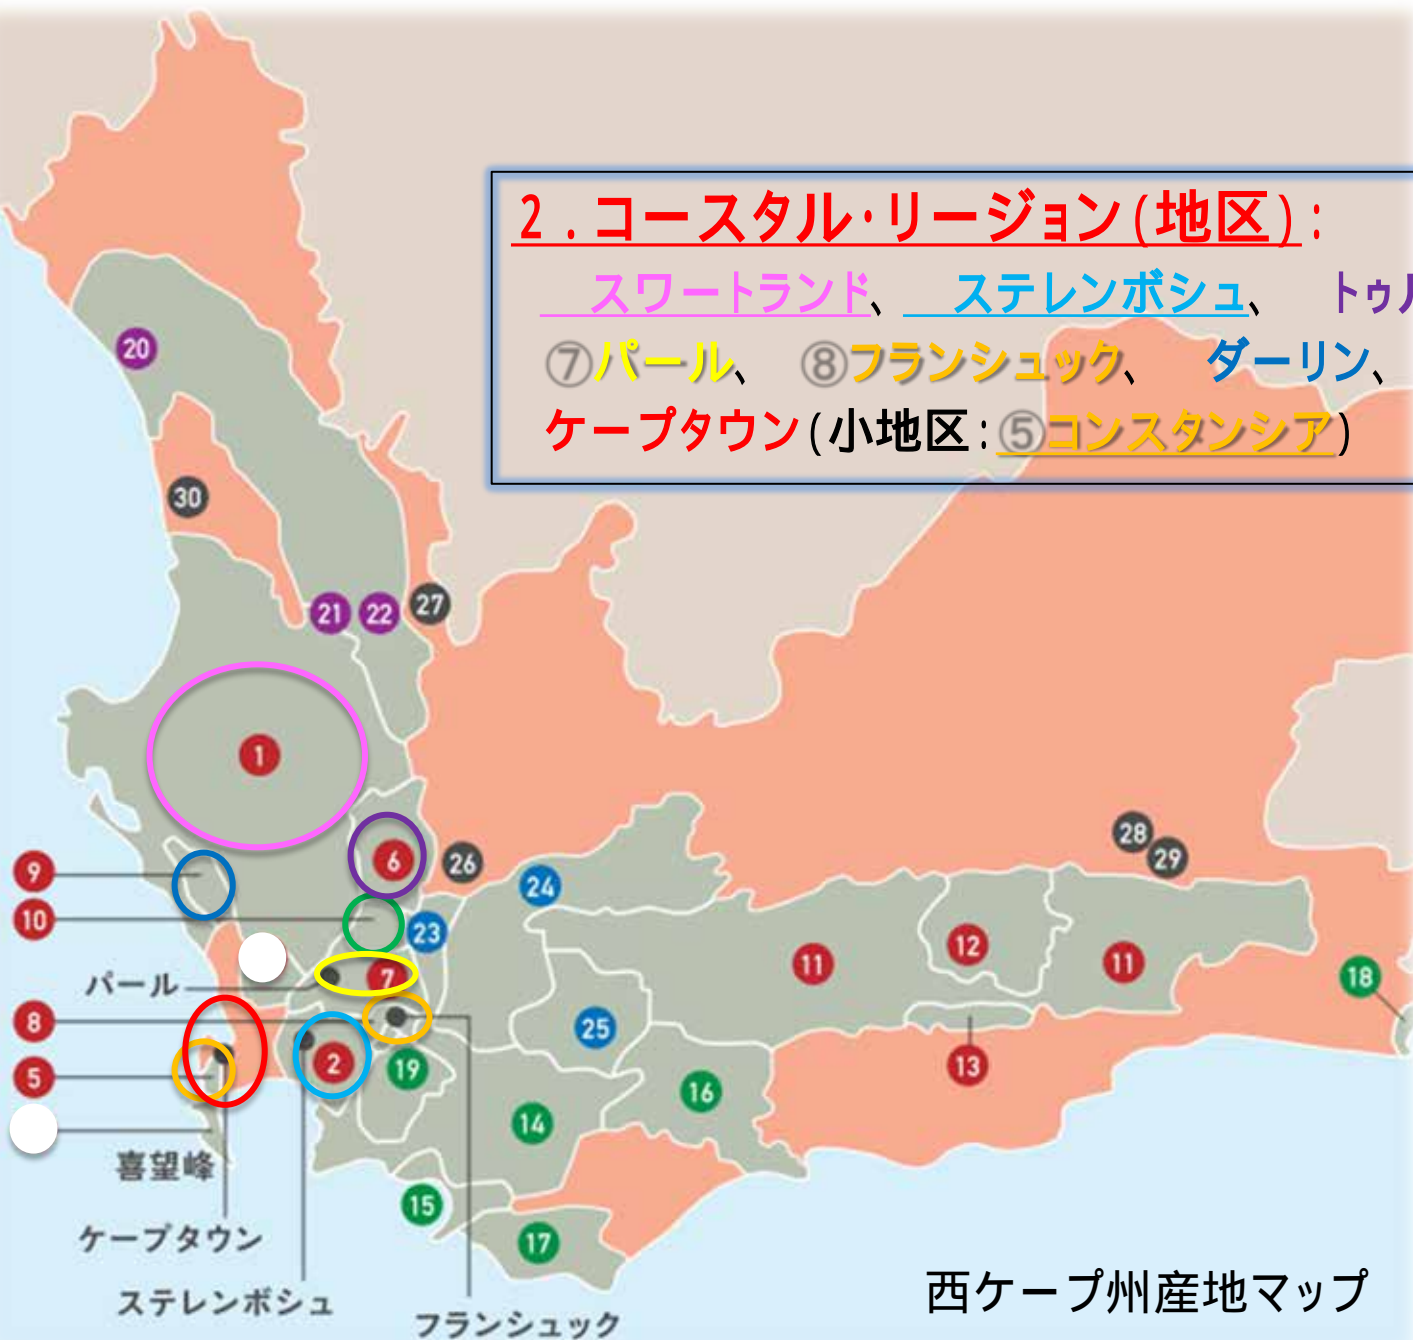 2．コースタル・リージョン(地区)：
スワートランド、 ステレンボシュ、 トゥル
⑦パール、 ⑧フランシュック、 ダーリン、
ケープタウン(小地区：⑤コンスタンシア)
20
30
21 22 27
1
6 26
28
29
9
24
10
23
12
11 11
7
18
パール
8
25
2 19
5
13
16
14
喜望峰
15
ケープタウン
17
ステレンボシュ
フランシュック
西ケープ州産地マップ